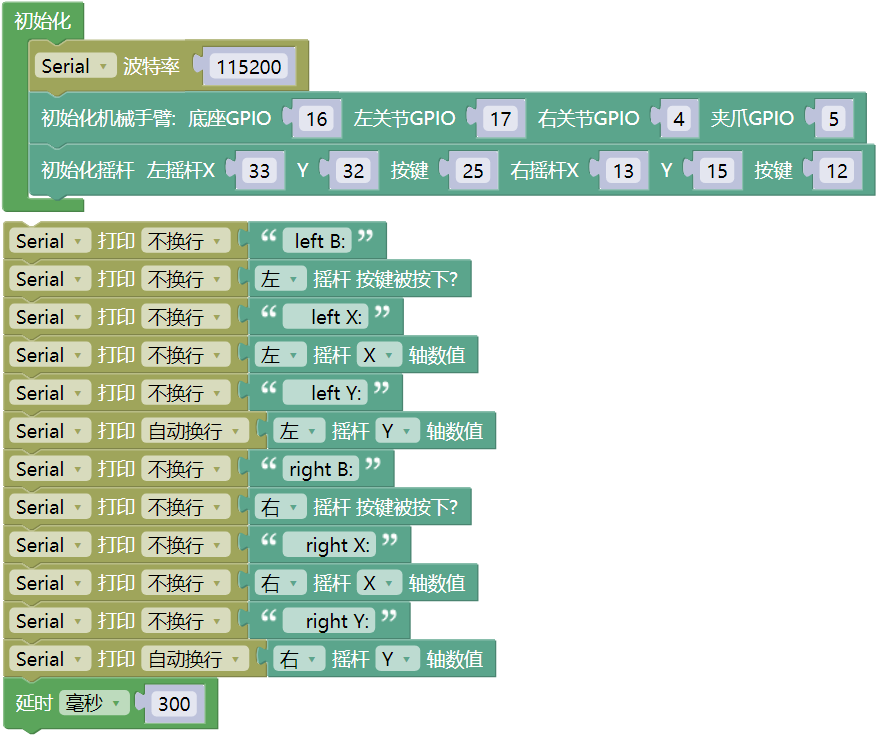 初始化
Serial 波特率 115200
初始化机械手臂: 底座GPIO 16 左关节GPIO 17 右关节GPIO 4 夹爪GPIO 5
初始化摇杆 左摇杆X 33 Y 32 按键 25 右摇杆X 13 Y 15 按键 12
Serial 打印 不换行 “ left B: ”
Serial 打印 不换行 左 摇杆 按键被按下?
Serial 打印 不换行 “ left X: ”
Serial 打印 不换行 左 摇杆 X 轴数值
Serial 打印 不换行 “ left Y: ”
Serial 打印 自动换行 左 摇杆 Y 轴数值
Serial 打印 不换行 “ right B: ”
Serial 打印 不换行 右 摇杆 按键被按下?
Serial 打印 不换行 “ right X: ”
Serial 打印 不换行 右 摇杆 X 轴数值
Serial 打印 不换行 “ right Y: ”
Serial 打印 自动换行 右 摇杆 Y 轴数值
延时 毫秒 300